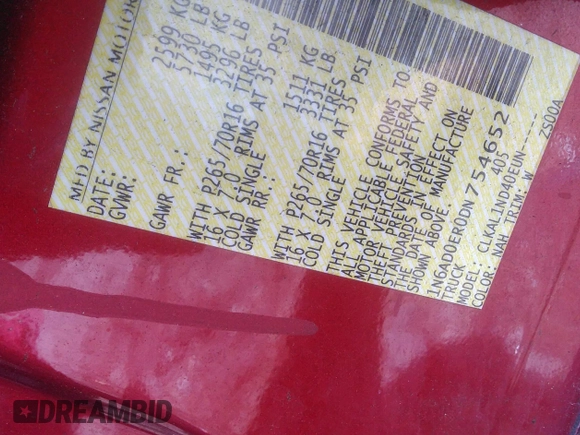 MFD BY NISSAN MOTOR
DATE:
GVWR: 2599 KG
5730 LB
GAWR FR.: 1495 KG
3296 LB
WITH P265/70R16 TIRES
16 X 7.0 RIMS AT 35 PSI
COLD SINGLE
GAWR RR.: 1511 KG
3331 LB
WITH P265/70R16 TIRES
16 X 7.0 RIMS AT 35 PSI
COLD SINGLE
THIS VEHICLE CONFORMS TO
ALL APPLICABLE FEDERAL
MOTOR VEHICLE SAFETY AND
THEFT PREVENTION
STANDARDS IN EFFECT ON
THE DATE OF MANUFACTURE
SHOWN ABOVE
754652
TRUCK 405
MODEL: CLLKALIND4DEUN
COLOR: NAH TRIM: W ZS00A
DREAMBID